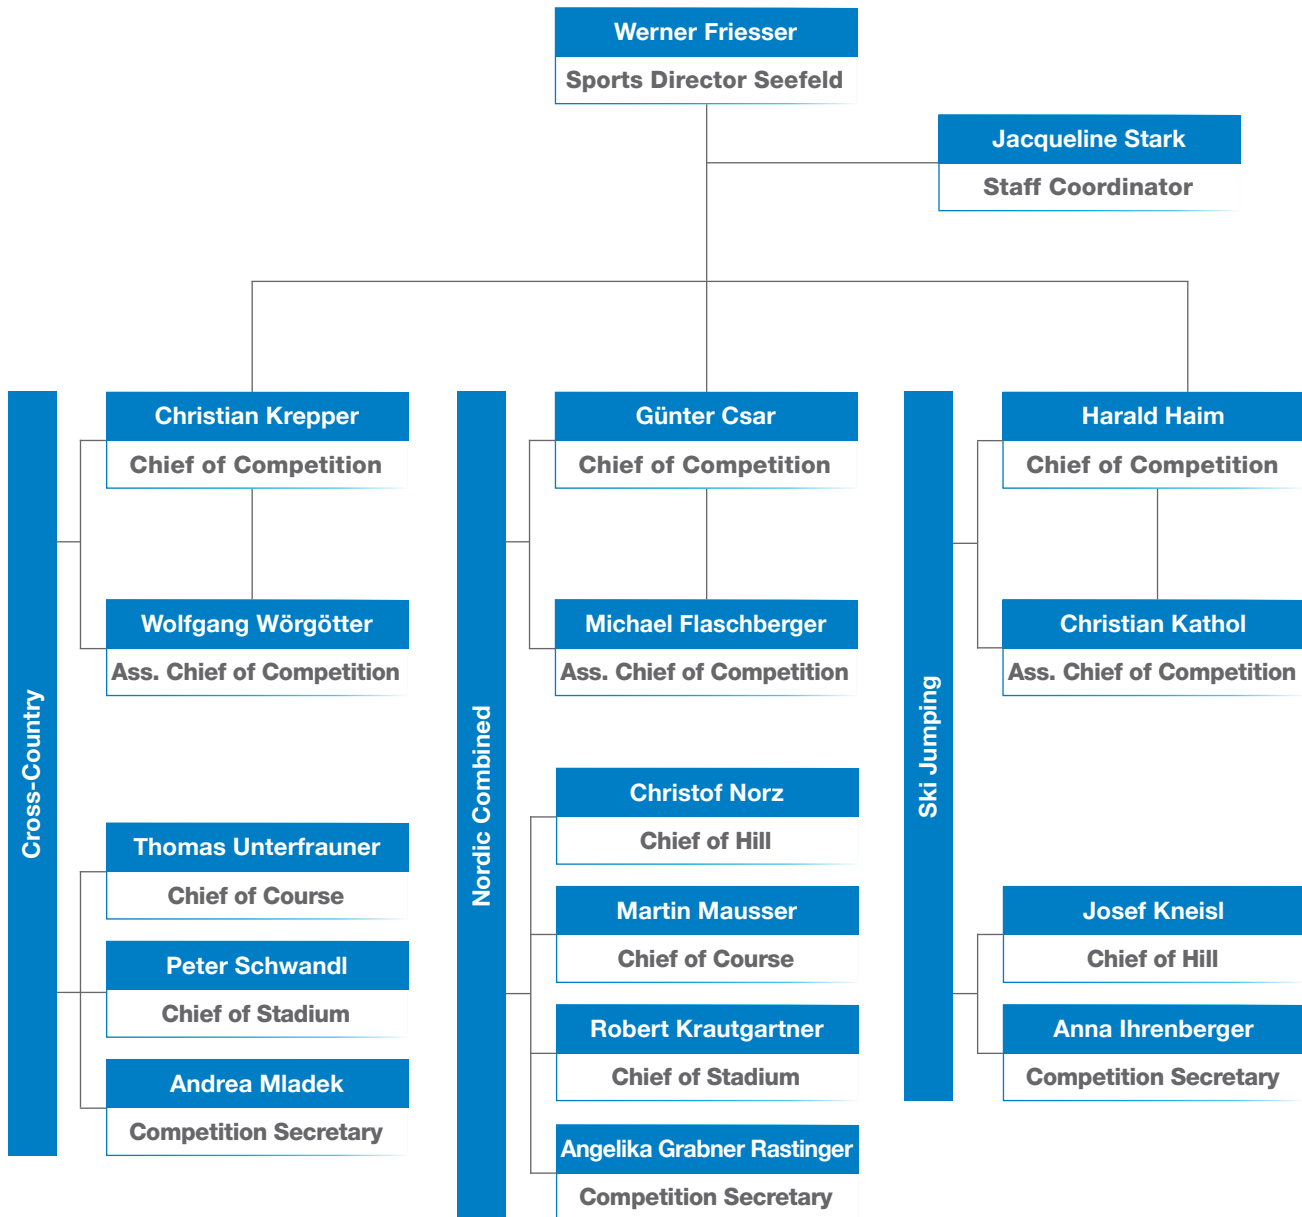 Werner Friesser
Sports Director Seefeld
Jacqueline Stark
Staff Coordinator
Cross-Country
Christian Krepper
Chief of Competition
Wolfgang Wörgötter
Ass. Chief of Competition
Thomas Unterfrauner
Chief of Course
Peter Schwandl
Chief of Stadium
Andrea Mladek
Competition Secretary
Nordic Combined
Günter Csar
Chief of Competition
Michael Flaschberger
Ass. Chief of Competition
Christof Norz
Chief of Hill
Martin Mausser
Chief of Course
Robert Krautgartner
Chief of Stadium
Angelika Grabner Rastinger
Competition Secretary
Ski Jumping
Harald Haim
Chief of Competition
Christian Kathol
Ass. Chief of Competition
Josef Kneisl
Chief of Hill
Anna Ihrenberger
Competition Secretary